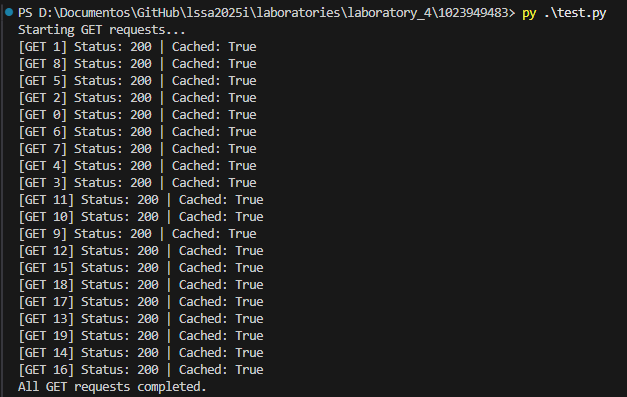 PS D:\Documentos\GitHub\lssa2025i\laboratories\laboratory_4\1023949483> py .\test.py
Starting GET requests...
[GET 1] Status: 200 | Cached: True
[GET 8] Status: 200 | Cached: True
[GET 5] Status: 200 | Cached: True
[GET 2] Status: 200 | Cached: True
[GET 0] Status: 200 | Cached: True
[GET 6] Status: 200 | Cached: True
[GET 7] Status: 200 | Cached: True
[GET 4] Status: 200 | Cached: True
[GET 3] Status: 200 | Cached: True
[GET 11] Status: 200 | Cached: True
[GET 10] Status: 200 | Cached: True
[GET 9] Status: 200 | Cached: True
[GET 12] Status: 200 | Cached: True
[GET 15] Status: 200 | Cached: True
[GET 18] Status: 200 | Cached: True
[GET 17] Status: 200 | Cached: True
[GET 13] Status: 200 | Cached: True
[GET 19] Status: 200 | Cached: True
[GET 14] Status: 200 | Cached: True
[GET 16] Status: 200 | Cached: True
All GET requests completed.